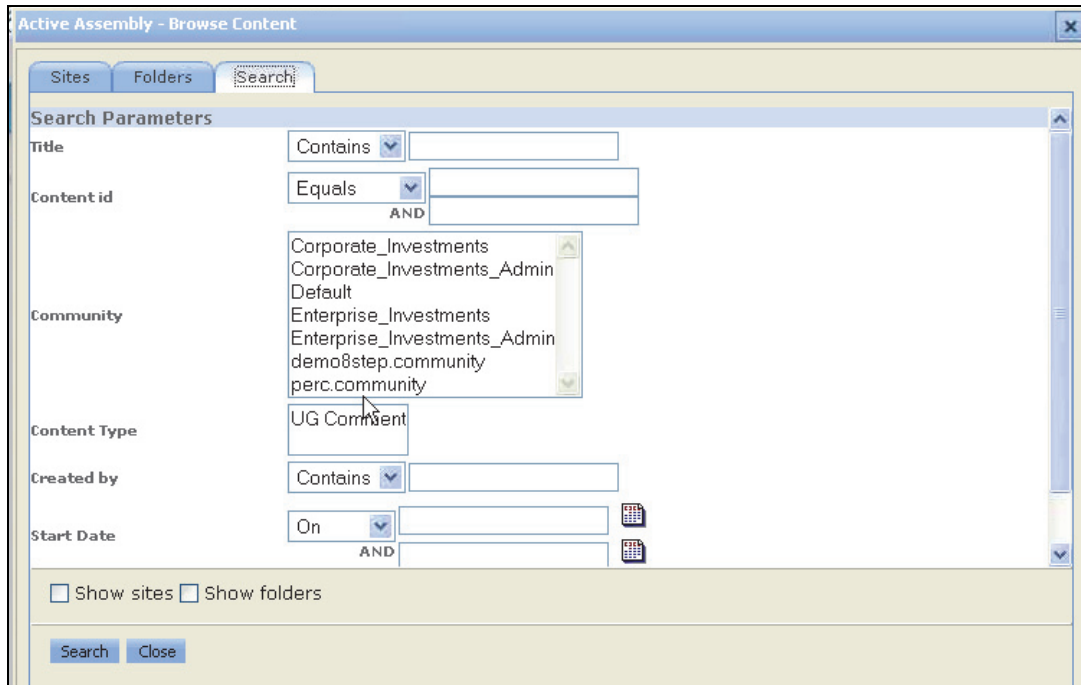 Active Assembly - Browse Content
Sites Folders Search
Search Parameters
Title Contains
Content id Equals
AND
Community
Corporate_Investments
Corporate_Investments_Admin
Default
Enterprise_Investments
Enterprise_Investments_Admin
demo8step.community
perc.community
Content Type UG Comment
Created by Contains
Start Date On
AND
Show sites Show folders
Search Close